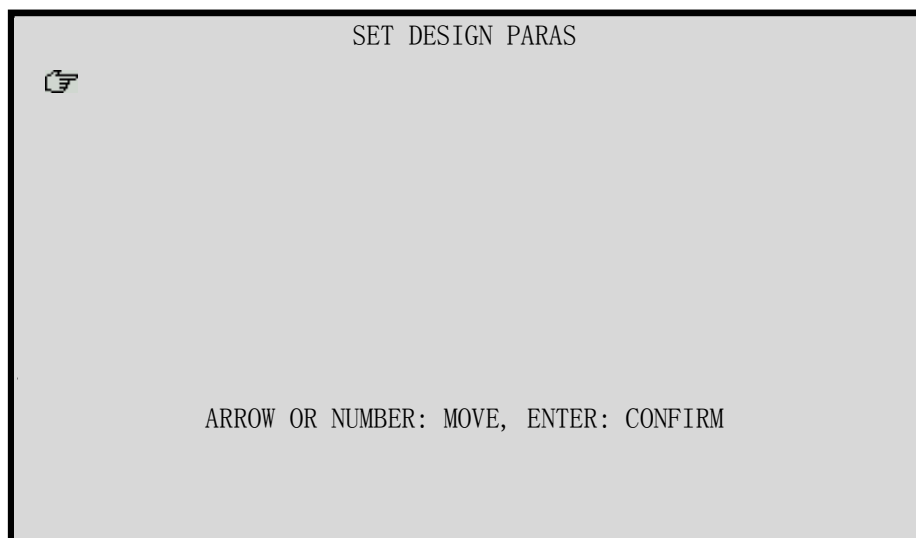 SET DESIGN PARAS
ARROW OR NUMBER: MOVE, ENTER: CONFIRM